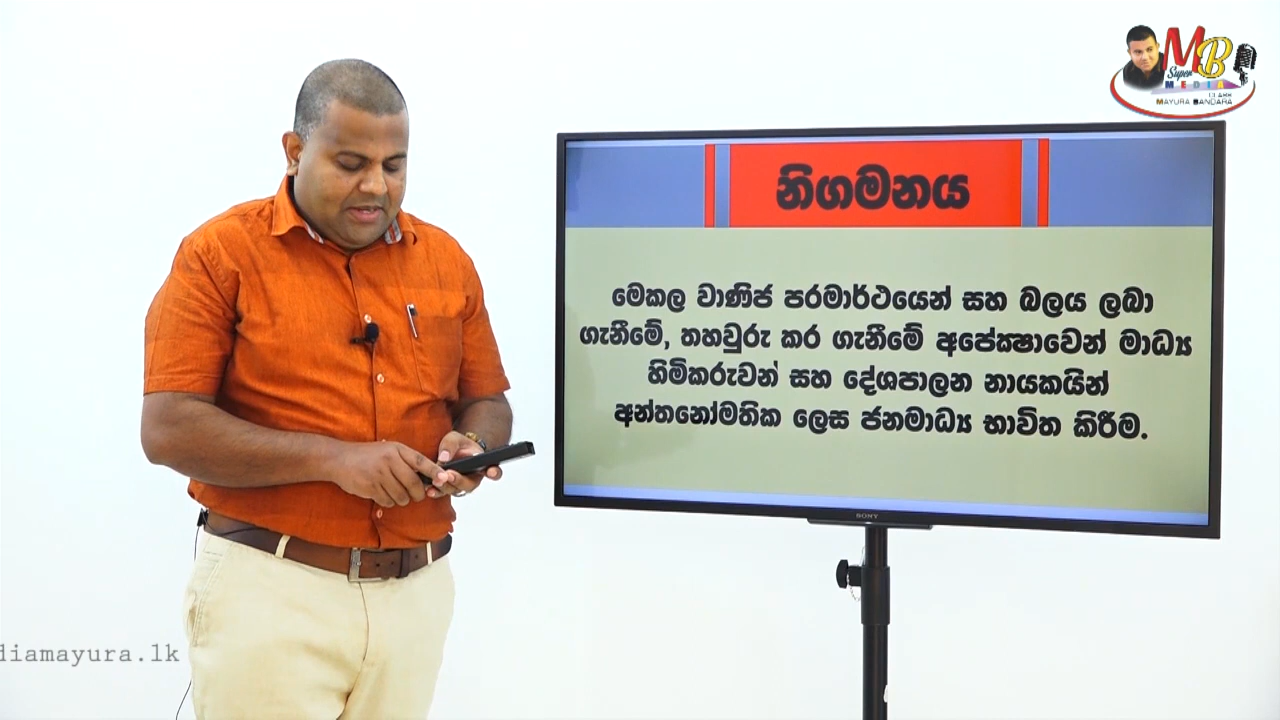 MB
Super
MEDIA
MAYURA BANDARA
නිගමනය
මෙකල වාණිජ පරමාර්ථයෙන් සහ බලය ලබා
ගැනීමේ, තහවුරු කර ගැනීමේ අපේක්‍ෂාවෙන් මාධ්‍ය
හිමිකරුවන් සහ දේශපාලන නායකයින්
අන්තනෝමතික ලෙස ජනමාධ්‍ය භාවිත කිරීම.
SONY
diamayura.lk